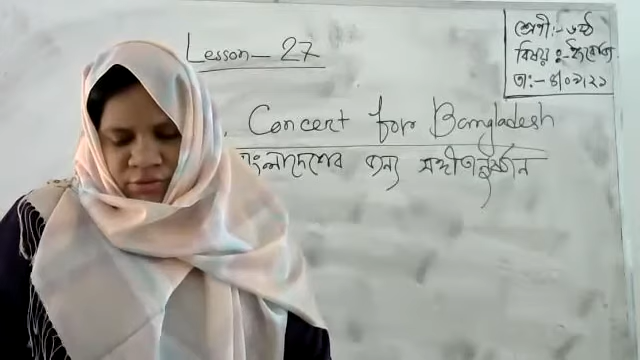 Lesson - 27
শ্রেণী:- ৬ষ্ঠ
বিষয়:- ইংরেজি
Concert for Bangladesh
বাংলাদেশের জন্য সঙ্গীতানুষ্ঠান